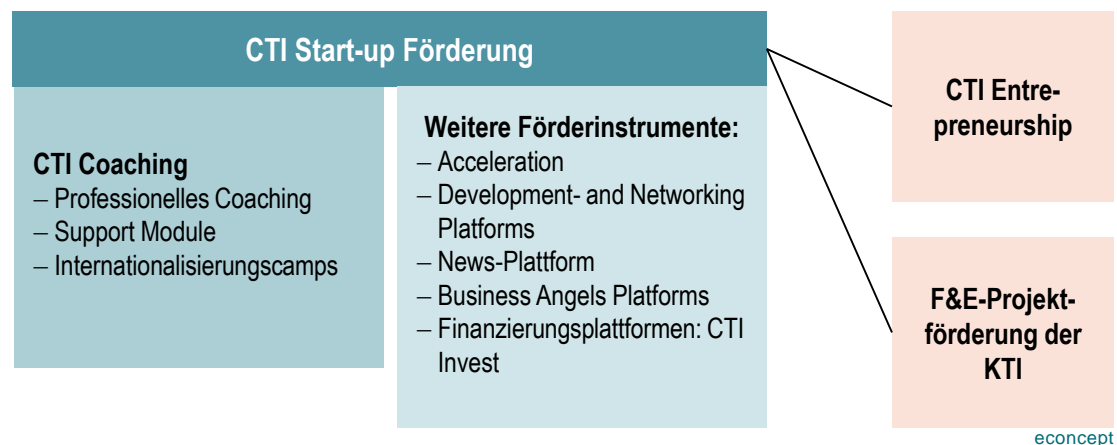 CTI Start-up Förderung
CTI Coaching
– Professionelles Coaching
– Support Module
– Internationalisierungscamps
Weitere Förderinstrumente:
– Acceleration
– Development- and Networking
Platforms
– News-Plattform
– Business Angels Platforms
– Finanzierungsplattformen: CTI
Invest
CTI Entre-
preneurship
F&E-Projekt-
förderung der
KTI
econcept